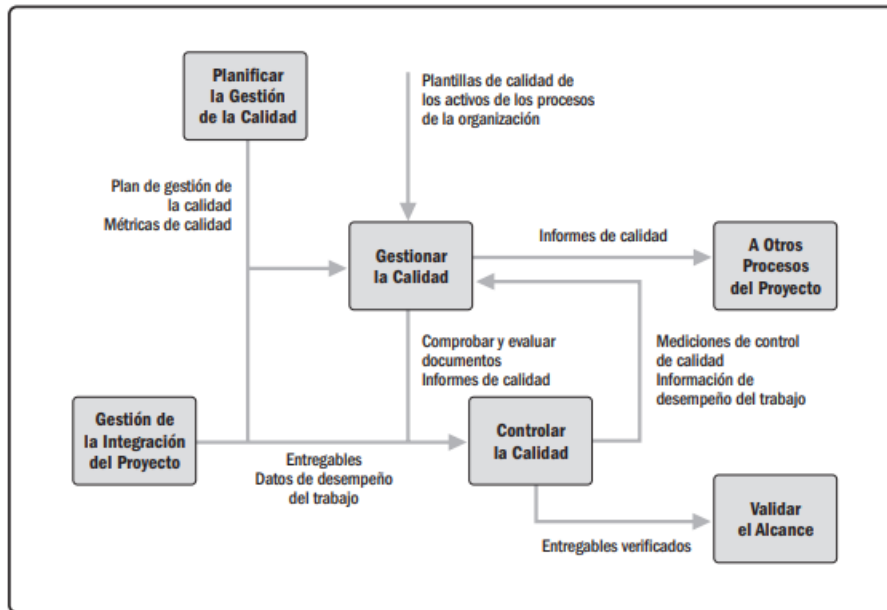 Planificar
la Gestión
de la Calidad
Plantillas de calidad de
los activos de los procesos
de la organización
Plan de gestión de
la calidad
Métricas de calidad
Gestionar
la Calidad
Informes de calidad
A Otros
Procesos
del Proyecto
Comprobar y evaluar
documentos
Informes de calidad
Mediciones de control
de calidad
Información de
desempeño del trabajo
Gestión de
la Integración
del Proyecto
Entregables
Datos de desempeño
del trabajo
Controlar
la Calidad
Entregables verificados
Validar
el Alcance